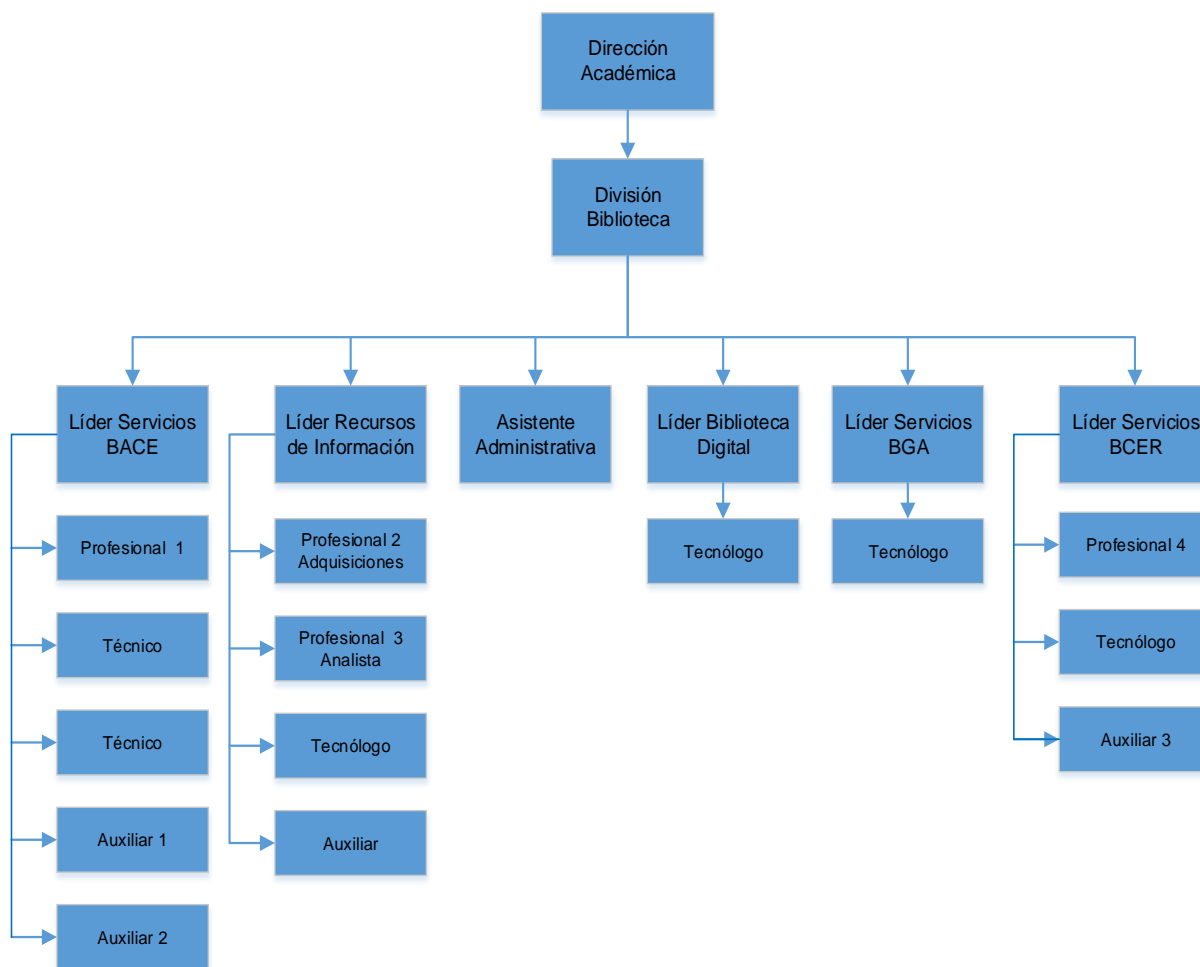 Dirección
Académica
División
Biblioteca
Líder Servicios
BACE
Líder Recursos
de Información
Asistente
Administrativa
Líder Biblioteca
Digital
Líder Servicios
BGA
Líder Servicios
BCER
Profesional 1
Técnico
Técnico
Auxiliar 1
Auxiliar 2
Profesional 2
Adquisiciones
Profesional 3
Analista
Tecnólogo
Auxiliar
Tecnólogo
Tecnólogo
Profesional 4
Tecnólogo
Auxiliar 3